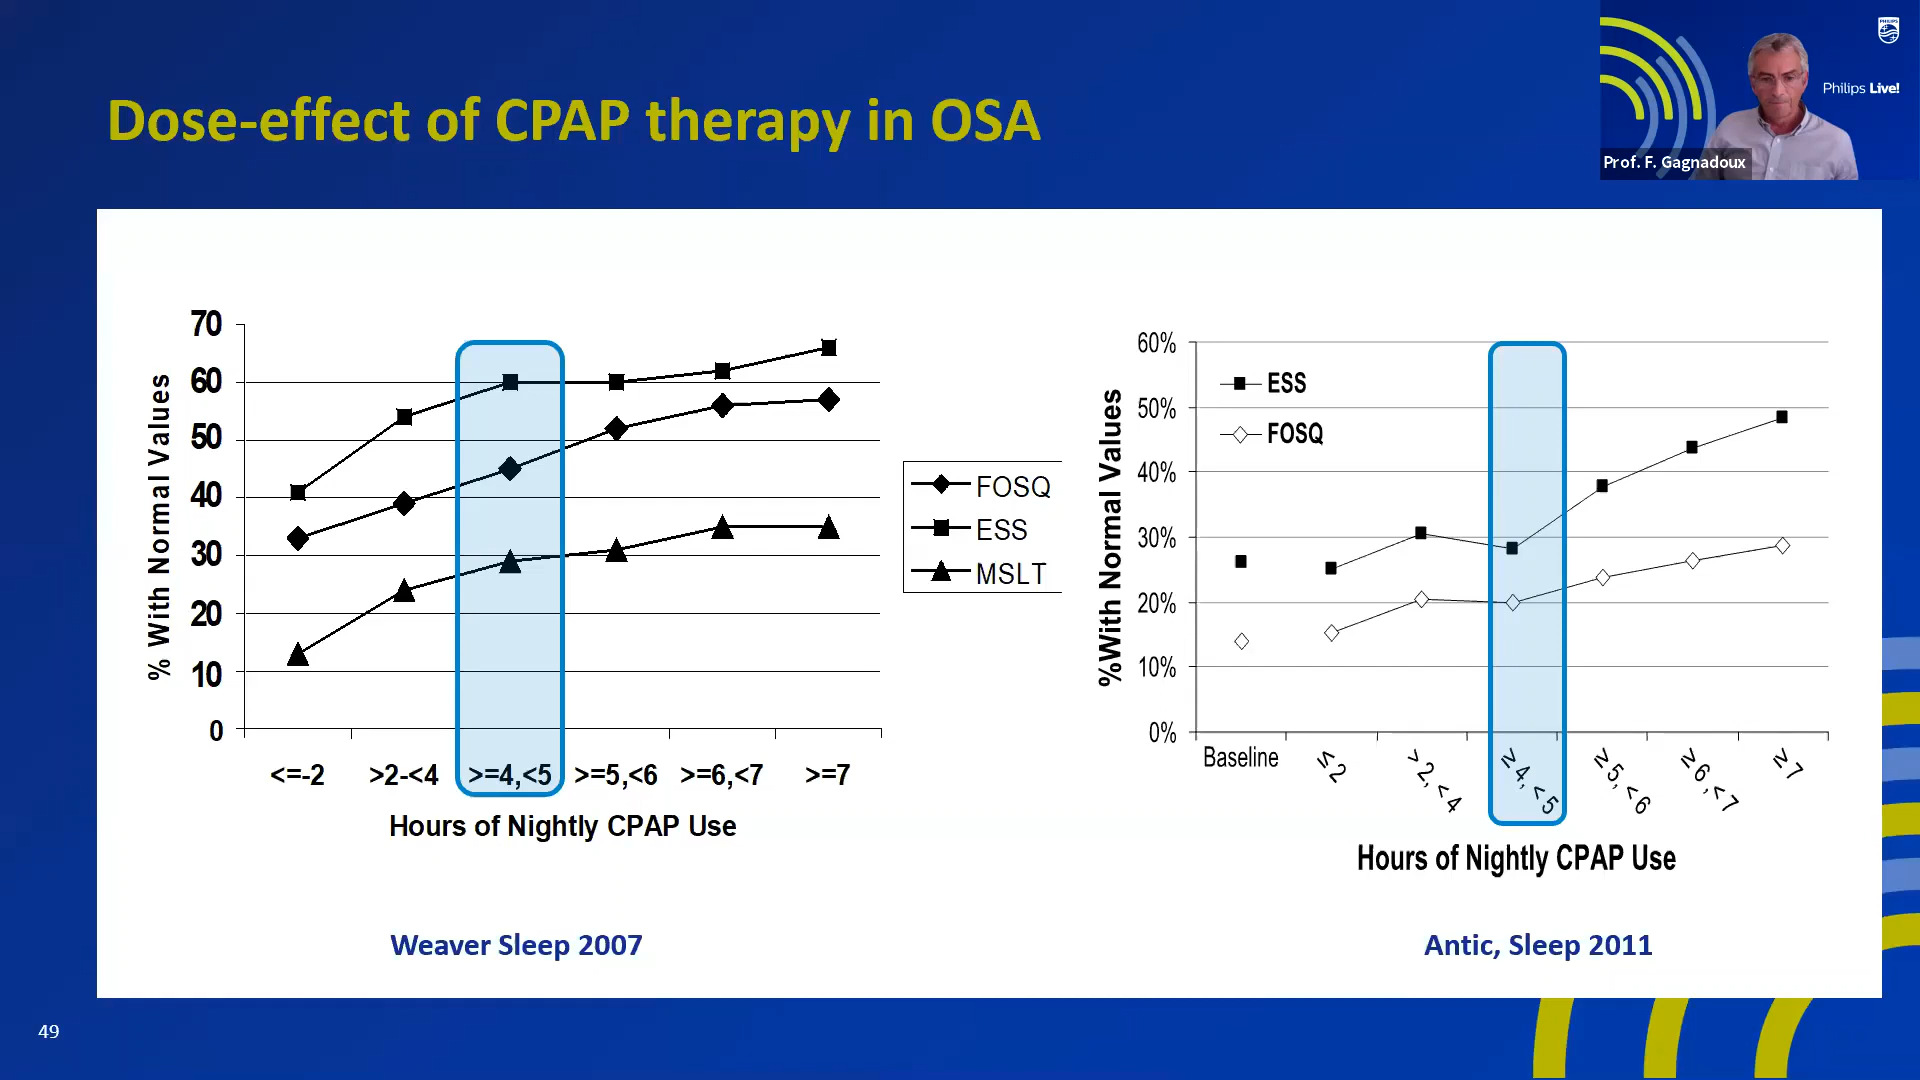 Dose-effect of CPAP therapy in OSA
PHILIPS
Philips Live!
Prof. F. Gagnadoux
% With Normal Values
70
60
50
40
30
20
10
0
<=-2 >2-<4 >=4,<5 >=5,<6 >=6,<7 >=7
Hours of Nightly CPAP Use
FOSQ
ESS
MSLT
Weaver Sleep 2007
%With Normal Values
60%
50%
40%
30%
20%
10%
0%
ESS
FOSQ
Baseline ≤2 >2, <4 ≥4, <5 ≥5, <6 ≥6, <7 ≥7
Hours of Nightly CPAP Use
Antic, Sleep 2011
49